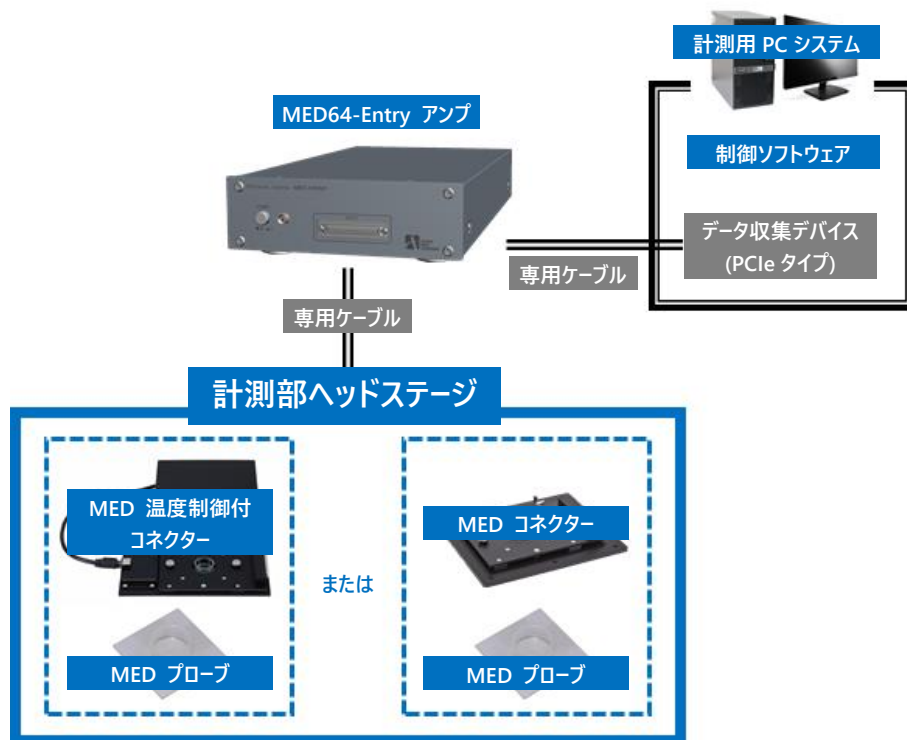 計測用 PC システム
MED64-Entry アンプ
制御ソフトウェア
データ収集デバイス
(PCIe タイプ)
専用ケーブル
専用ケーブル
計測部ヘッドステージ
MED 温度制御付
コネクター
MED コネクター
または
MED プローブ
MED プローブ